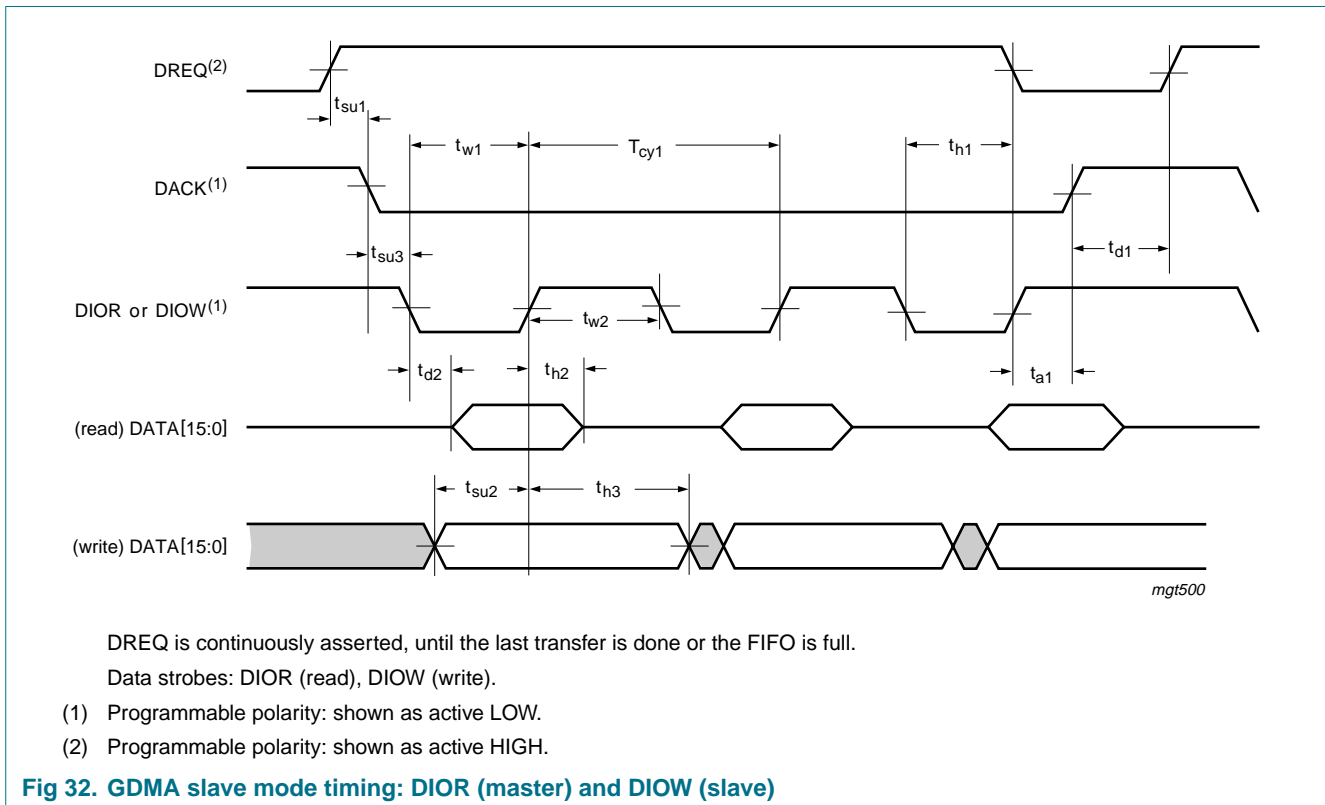 DREQ(2)
tsu1
tw1
Tcy1
th1
DACK(1)
tsu3
td1
DIOR or DIOW(1)
tw2
td2
th2
ta1
(read) DATA[15:0]
tsu2
th3
(write) DATA[15:0]
mgt500
DREQ is continuously asserted, until the last transfer is done or the FIFO is full.
Data strobes: DIOR (read), DIOW (write).
(1) Programmable polarity: shown as active LOW.
(2) Programmable polarity: shown as active HIGH.
Fig 32. GDMA slave mode timing: DIOR (master) and DIOW (slave)